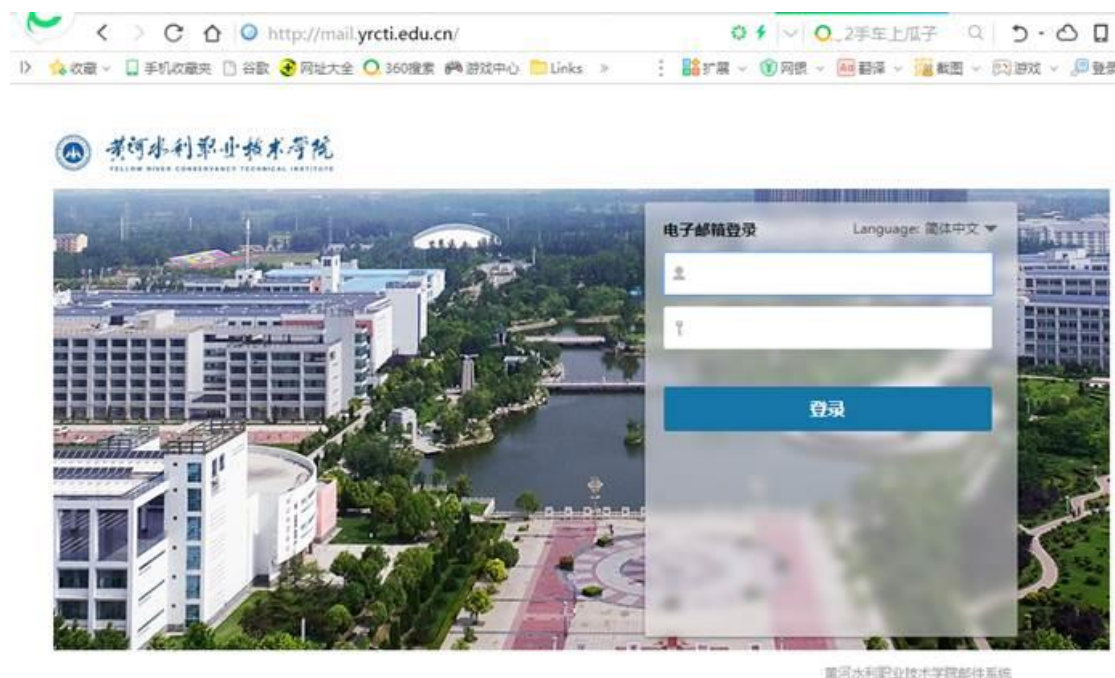 http://mail.yrcti.edu.cn/
2手车上瓜子
收藏 手机收藏夹 谷歌 网址大全 360搜索 游戏中心 Links » 扩展 网银 翻译 截图 游戏 登录
黄河水利职业技术学院
YELLOW RIVER CONSERVANCY TECHNICAL INSTITUTE
电子邮箱登录 Language: 简体中文
登录
黄河水利职业技术学院邮件系统